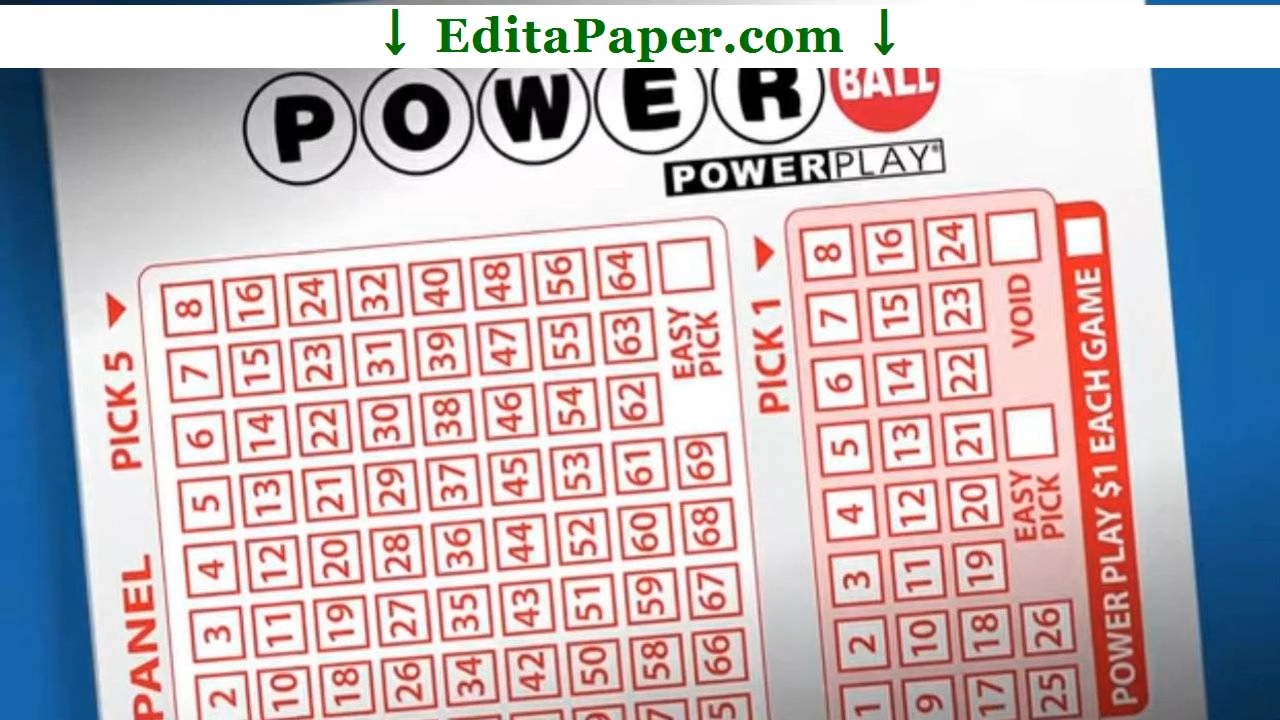 ↓ EditaPaper.com ↓
POWER BALL
POWERPLAY®
PICK 5
8 16 24 32 40 48 56 64
7 15 23 31 39 47 55 63
6 14 22 30 38 46 54 62
EASY
PICK
5 13 21 29 37 45 53 61 69
4 12 20 28 36 44 52 60 68
3 11 19 27 35 43 51 59 67
2 10 18 26 34 42 50 58 66
PANEL
PICK 1
8 16 24
7 15 23
6 14 22
VOID
5 13 21
4 12 20
3 11 19
EASY
PICK
2 10 18 26
1 9 17 25
POWER PLAY $1 EACH GAME